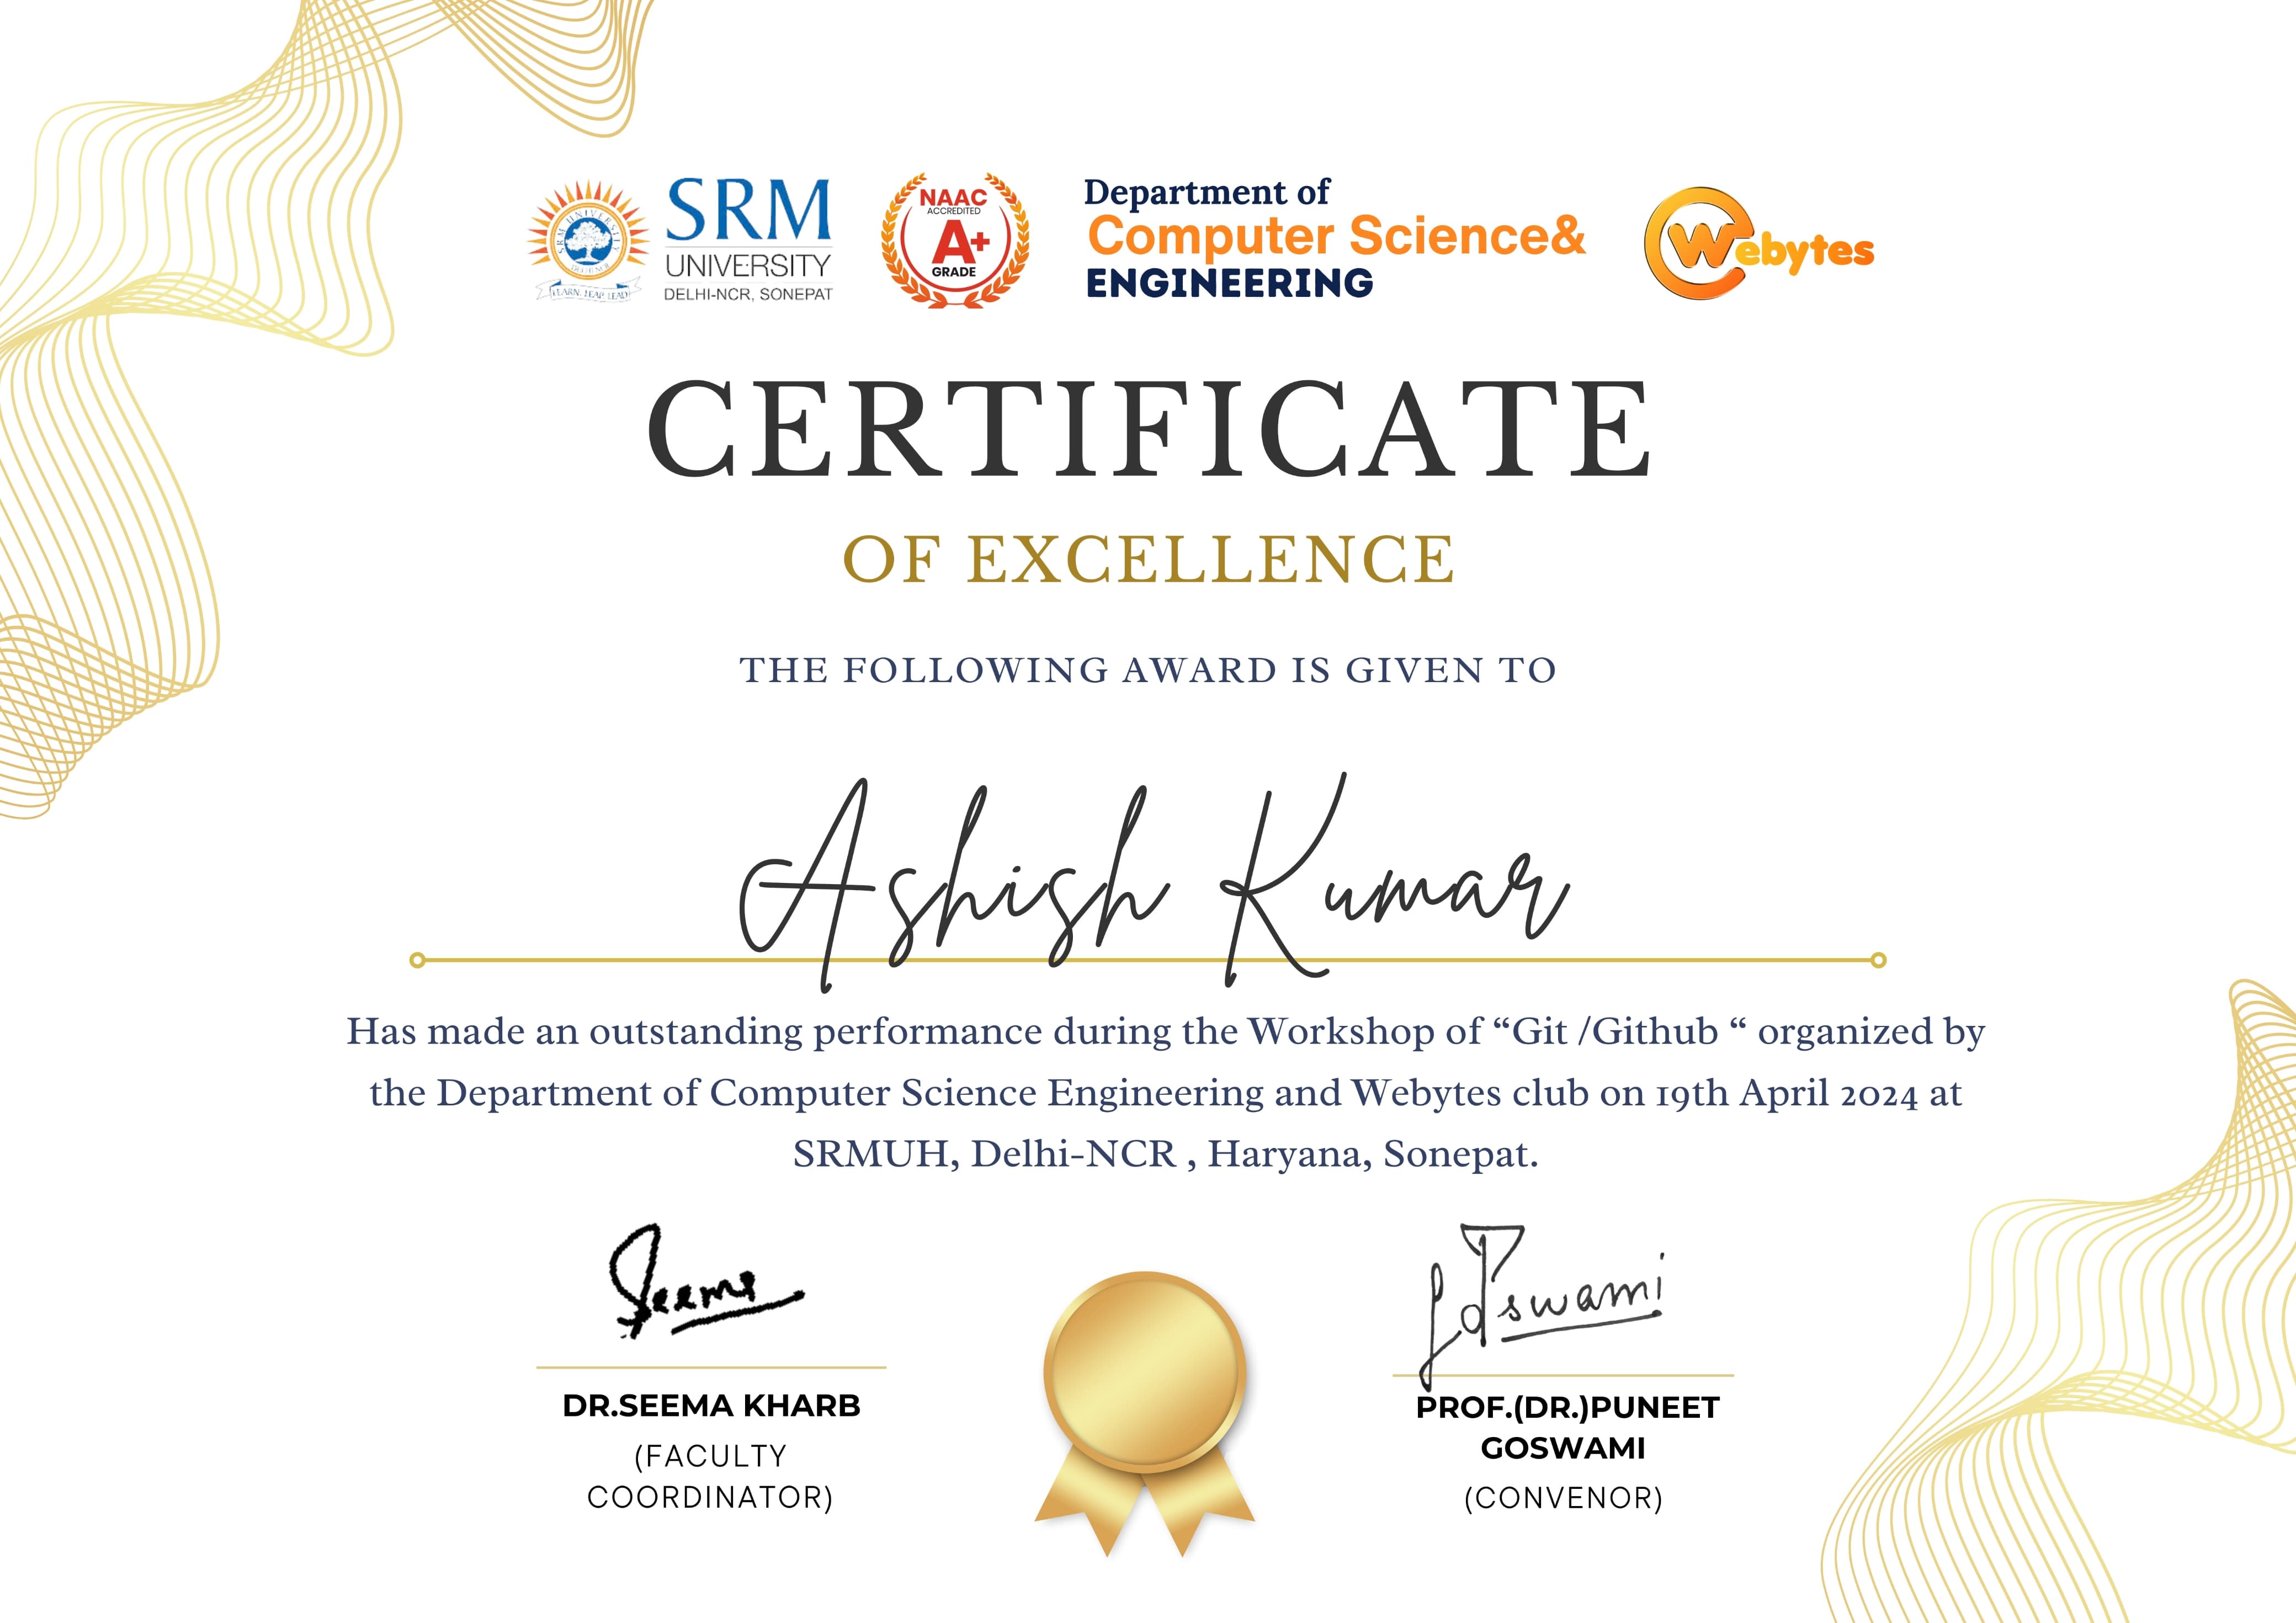 SRM UNIVERSITY
LEARN, LEAP, LEAD
SRM
UNIVERSITY
DELHI-NCR, SONEPAT
NAAC
ACCREDITED
A+
GRADE
Department of
Computer Science&
ENGINEERING
Webytes
CERTIFICATE
OF EXCELLENCE
THE FOLLOWING AWARD IS GIVEN TO
Ashish Kumar
Has made an outstanding performance during the Workshop of “Git /Github “ organized by
the Department of Computer Science Engineering and Webytes club on 19th April 2024 at
SRMUH, Delhi-NCR , Haryana, Sonepat.
Seema
DR.SEEMA KHARB
(FACULTY
COORDINATOR)
PROF.(DR.)PUNEET
GOSWAMI
(CONVENOR)